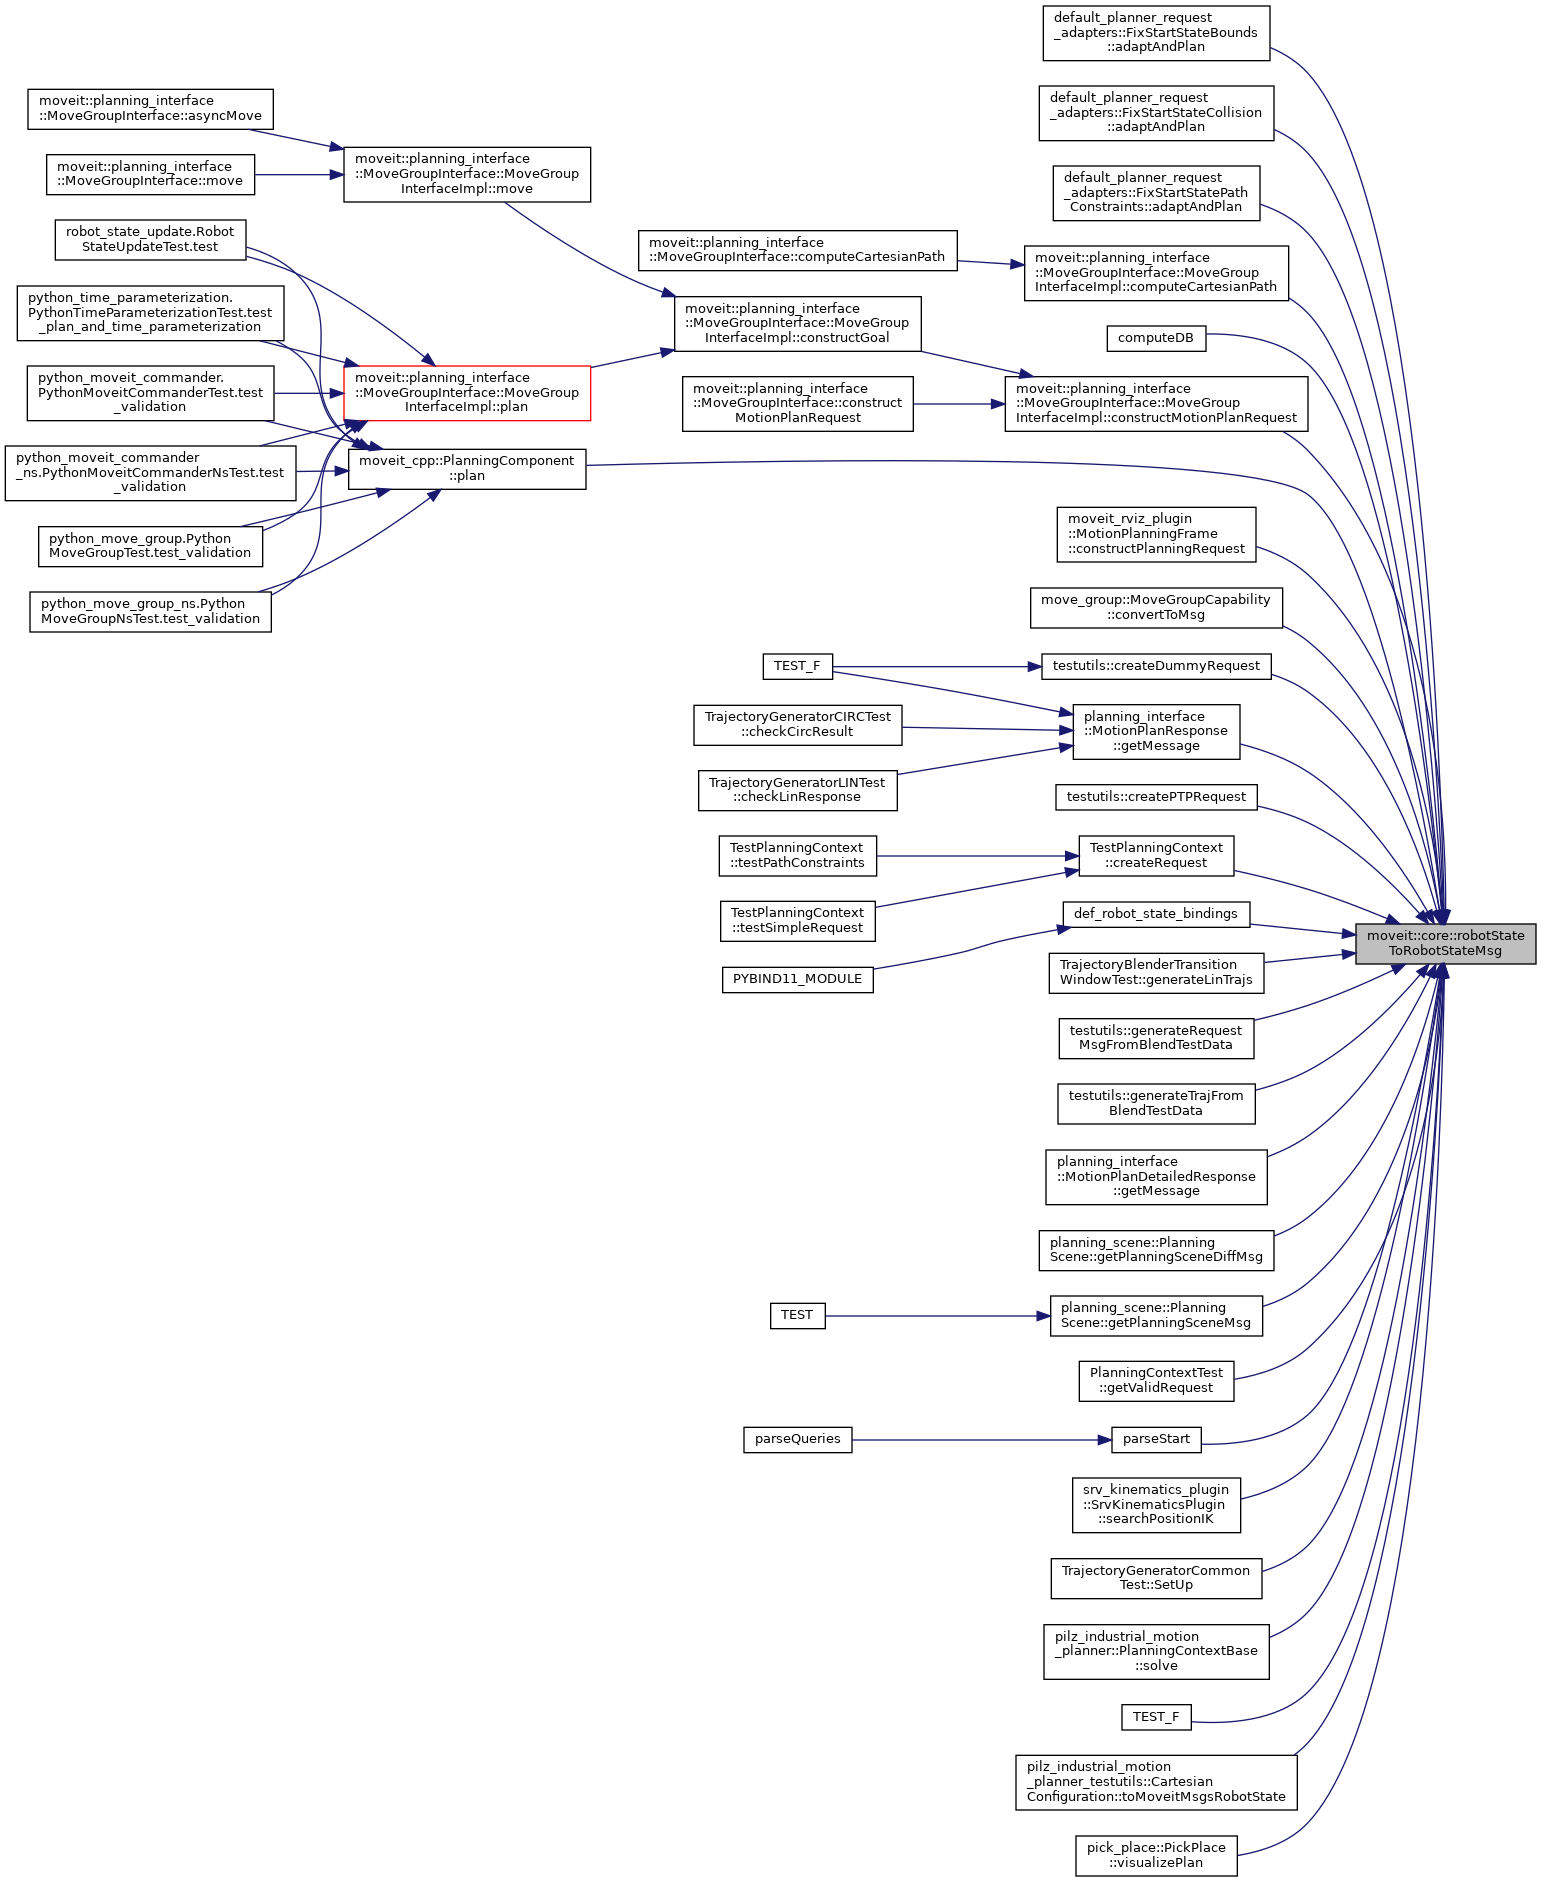 default_planner_request
_adapters::FixStartStateBounds
::adaptAndPlan
default_planner_request
_adapters::FixStartStateCollision
::adaptAndPlan
default_planner_request
_adapters::FixStartStatePath
Constraints::adaptAndPlan
moveit::planning_interface
::MoveGroupInterface::asyncMove
moveit::planning_interface
::MoveGroupInterface::move
moveit::planning_interface
::MoveGroupInterface::MoveGroup
InterfaceImpl::move
robot_state_update.Robot
StateUpdateTest.test
moveit::planning_interface
::MoveGroupInterface::computeCartesianPath
moveit::planning_interface
::MoveGroupInterface::MoveGroup
InterfaceImpl::computeCartesianPath
python_time_parameterization.
PythonTimeParameterizationTest.test
_plan_and_time_parameterization
moveit::planning_interface
::MoveGroupInterface::MoveGroup
InterfaceImpl::constructGoal
computeDB
python_moveit_commander.
PythonMoveitCommanderTest.test
_validation
moveit::planning_interface
::MoveGroupInterface::MoveGroup
InterfaceImpl::plan
moveit::planning_interface
::MoveGroupInterface::construct
MotionPlanRequest
moveit::planning_interface
::MoveGroupInterface::MoveGroup
InterfaceImpl::constructMotionPlanRequest
python_moveit_commander
_ns.PythonMoveitCommanderNsTest.test
_validation
moveit_cpp::PlanningComponent
::plan
python_move_group.Python
MoveGroupTest.test_validation
python_move_group_ns.Python
MoveGroupNsTest.test_validation
moveit_rviz_plugin
::MotionPlanningFrame
::constructPlanningRequest
move_group::MoveGroupCapability
::convertToMsg
TEST_F
testutils::createDummyRequest
TrajectoryGeneratorCIRCTest
::checkCircResult
planning_interface
::MotionPlanResponse
::getMessage
TrajectoryGeneratorLINTest
::checkLinResponse
testutils::createPTPRequest
TestPlanningContext
::testPathConstraints
TestPlanningContext
::createRequest
TestPlanningContext
::testSimpleRequest
def_robot_state_bindings
moveit::core::robotState
ToRobotStateMsg
PYBIND11_MODULE
TrajectoryBlenderTransition
WindowTest::generateLinTrajs
testutils::generateRequest
MsgFromBlendTestData
testutils::generateTrajFrom
BlendTestData
planning_interface
::MotionPlanDetailedResponse
::getMessage
planning_scene::Planning
Scene::getPlanningSceneDiffMsg
TEST
planning_scene::Planning
Scene::getPlanningSceneMsg
PlanningContextTest
::getValidRequest
parseQueries
parseStart
srv_kinematics_plugin
::SrvKinematicsPlugin
::searchPositionIK
TrajectoryGeneratorCommon
Test::SetUp
pilz_industrial_motion
_planner::PlanningContextBase
::solve
TEST_F
pilz_industrial_motion
_planner_testutils::Cartesian
Configuration::toMoveitMsgsRobotState
pick_place::PickPlace
::visualizePlan